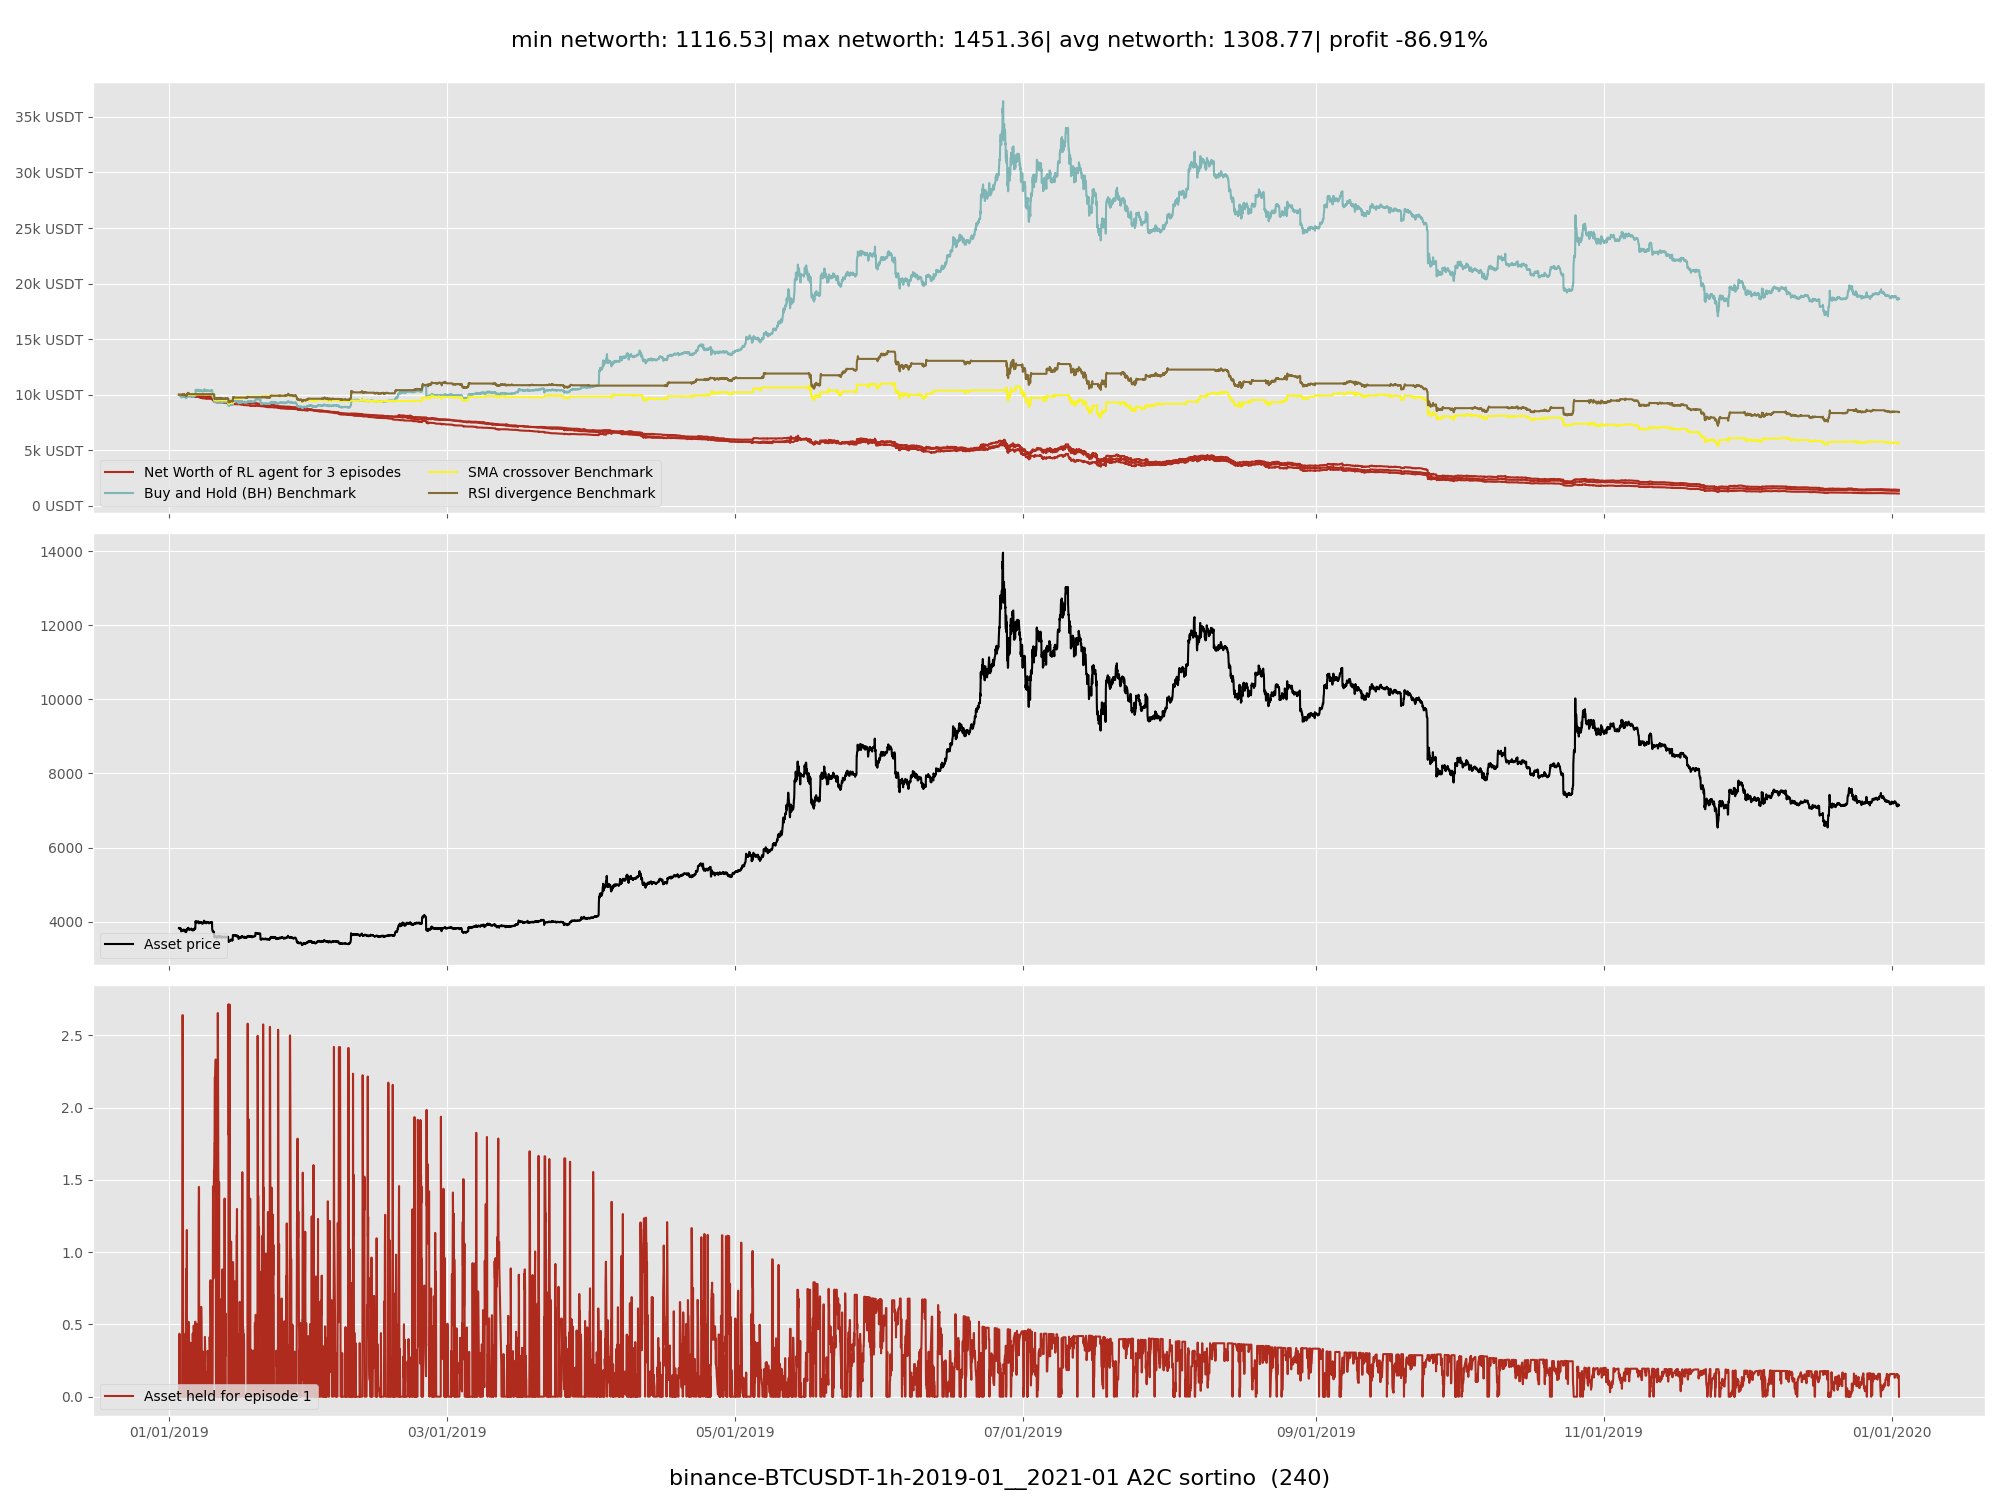 min networth: 1116.53| max networth: 1451.36| avg networth: 1308.77| profit -86.91%
35k USDT
30k USDT
25k USDT
20k USDT
15k USDT
10k USDT
5k USDT
0 USDT
Net Worth of RL agent for 3 episodes
Buy and Hold (BH) Benchmark
SMA crossover Benchmark
RSI divergence Benchmark
14000
12000
10000
8000
6000
4000
Asset price
2.5
2.0
1.5
1.0
0.5
0.0
Asset held for episode 1
01/01/2019 03/01/2019 05/01/2019 07/01/2019 09/01/2019 11/01/2019 01/01/2020
binance-BTCUSDT-1h-2019-01__2021-01 A2C sortino (240)